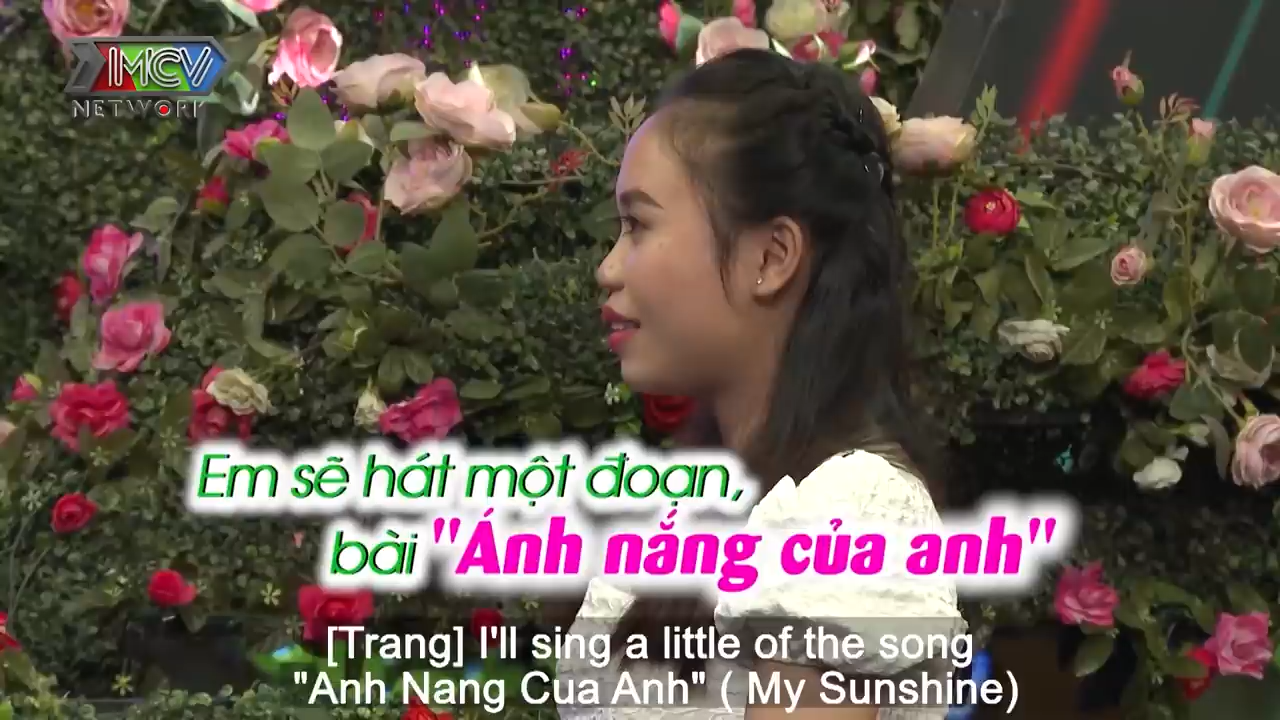 MCV
NETWORK
Em sẽ hát một đoạn,
bài "Ánh nắng của anh"
[Trang] I'll sing a little of the song
"Anh Nang Cua Anh" ( My Sunshine)